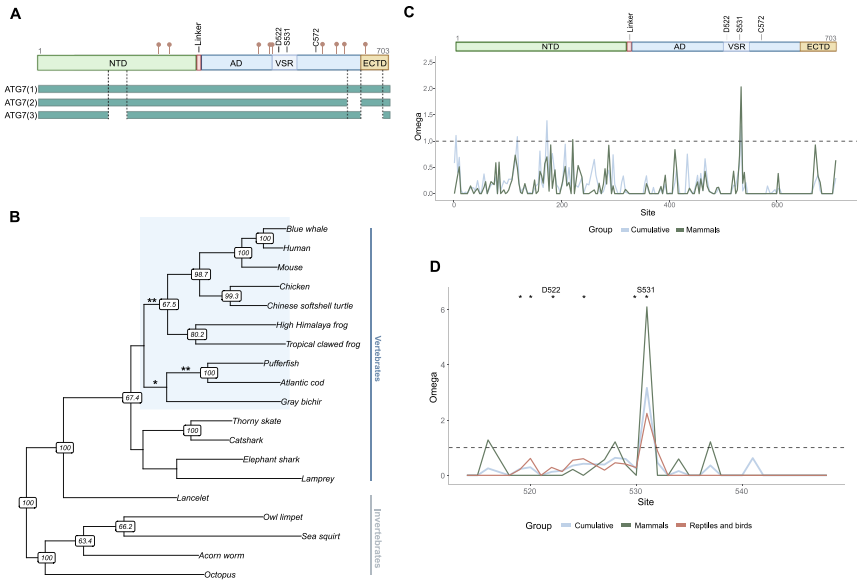 A
1
703
Linker
D522
S531
C572
NTD
AD
VSR
ECTD
ATG7(1)
ATG7(2)
ATG7(3)
B
Blue whale
100
Human
100
Mouse
98.7
Chicken
99.3
Chinese softshell turtle
**
67.5
High Himalaya frog
80.2
Tropical clawed frog
Pufferfish
**
100
*
Atlantic cod
67.4
Gray bichir
Thorny skate
100
Catshark
Elephant shark
100
Lamprey
Lancelet
100
Owl limpet
66.2
Sea squirt
63.4
Acorn worm
100
Octopus
Vertebrates
Invertebrates
C
1
703
Linker
D522
S531
C572
NTD
AD
VSR
ECTD
2.5
2.0
1.5
1.0
0.5
0.0
Omega
0
200
400
600
Site
Group
Cumulative
Mammals
D
D522
S531
* * * * * *
6
4
2
0
Omega
520
530
540
Site
Group
Cumulative
Mammals
Reptiles and birds